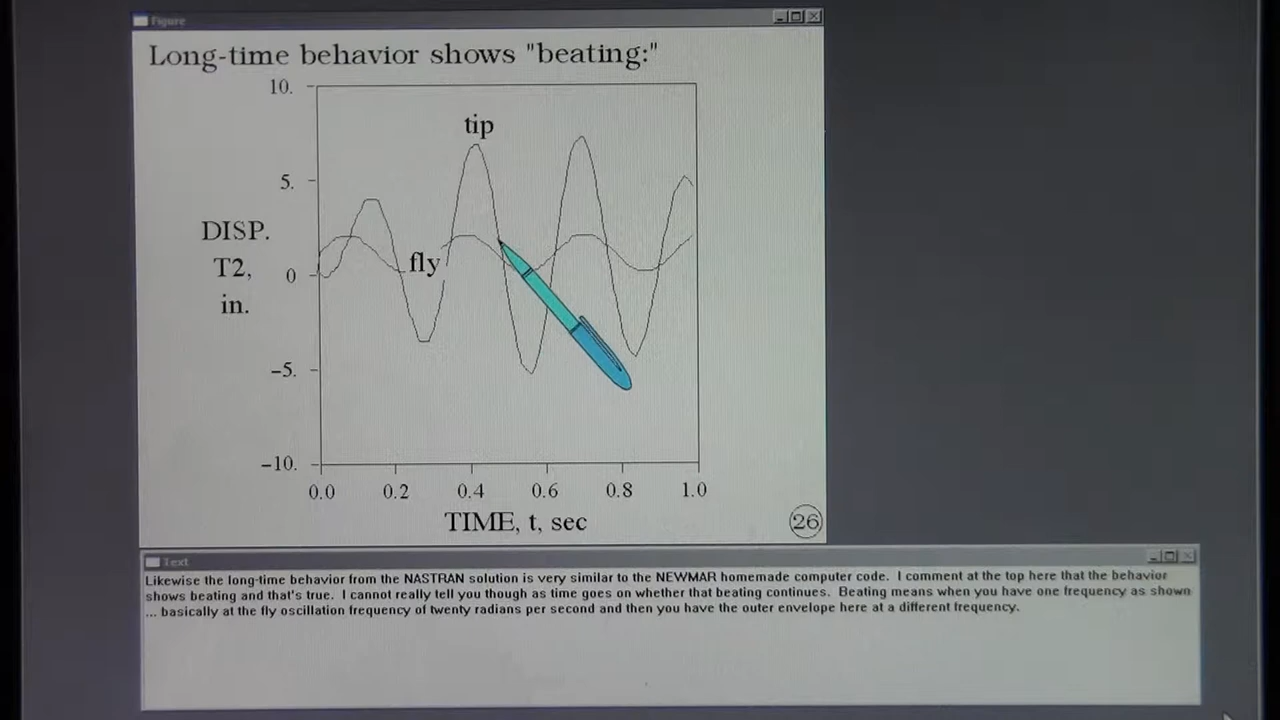 Figure
Long-time behavior shows "beating:"
10.
tip
5.
DISP.
T2,
in.
fly
0
−5.
−10.
0.0 0.2 0.4 0.6 0.8 1.0
TIME, t, sec
26
Text
Likewise the long-time behavior from the NASTRAN solution is very similar to the NEWMAR homemade computer code. I comment at the top here that the behavior
shows beating and that's true. I cannot really tell you though as time goes on whether that beating continues. Beating means when you have one frequency as shown
... basically at the fly oscillation frequency of twenty radians per second and then you have the outer envelope here at a different frequency.